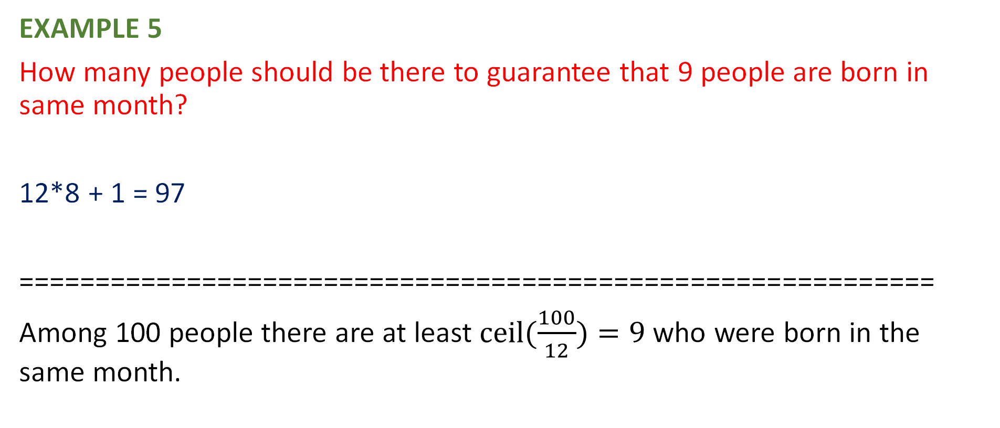 EXAMPLE 5
How many people should be there to guarantee that 9 people are born in
same month?
12*8 + 1 = 97
============================================================
Among 100 people there are at least ceil(100/12) = 9 who were born in the
same month.